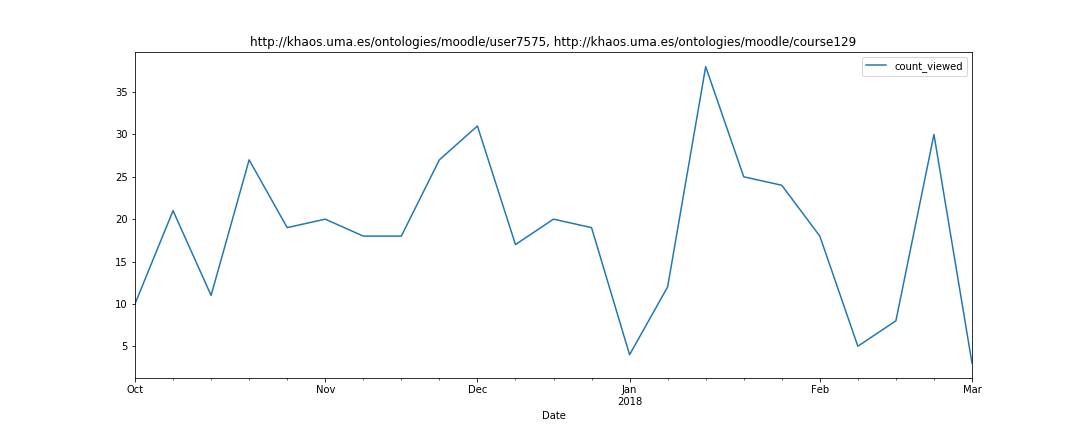 http://khaos.uma.es/ontologies/moodle/user7575, http://khaos.uma.es/ontologies/moodle/course129
count_viewed
35
30
25
20
15
10
5
Oct Nov Dec Jan Feb Mar
2018
Date